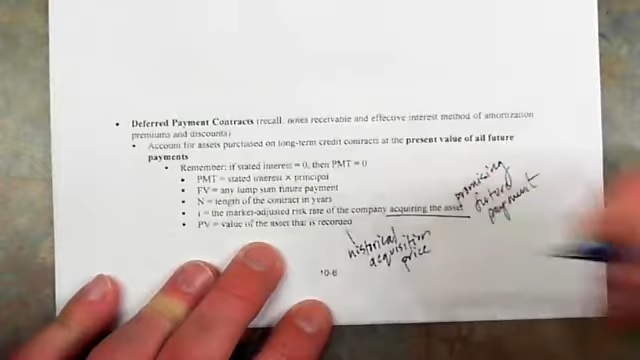 • Deferred Payment Contracts (recall: notes receivable and effective interest method of amortization
premiums and discounts)
• Account for assets purchased on long-term credit contracts at the present value of all future
payments
• Remember: if stated interest = 0, then PMT = 0
• PMT = stated interest × principal
• FV = any lump sum future payment
• N = length of the contract in years
• i = the market-adjusted risk rate of the company acquiring the asset
• PV = value of the asset that is recorded
promising
future
payment
historical
acquisition
price
10-6